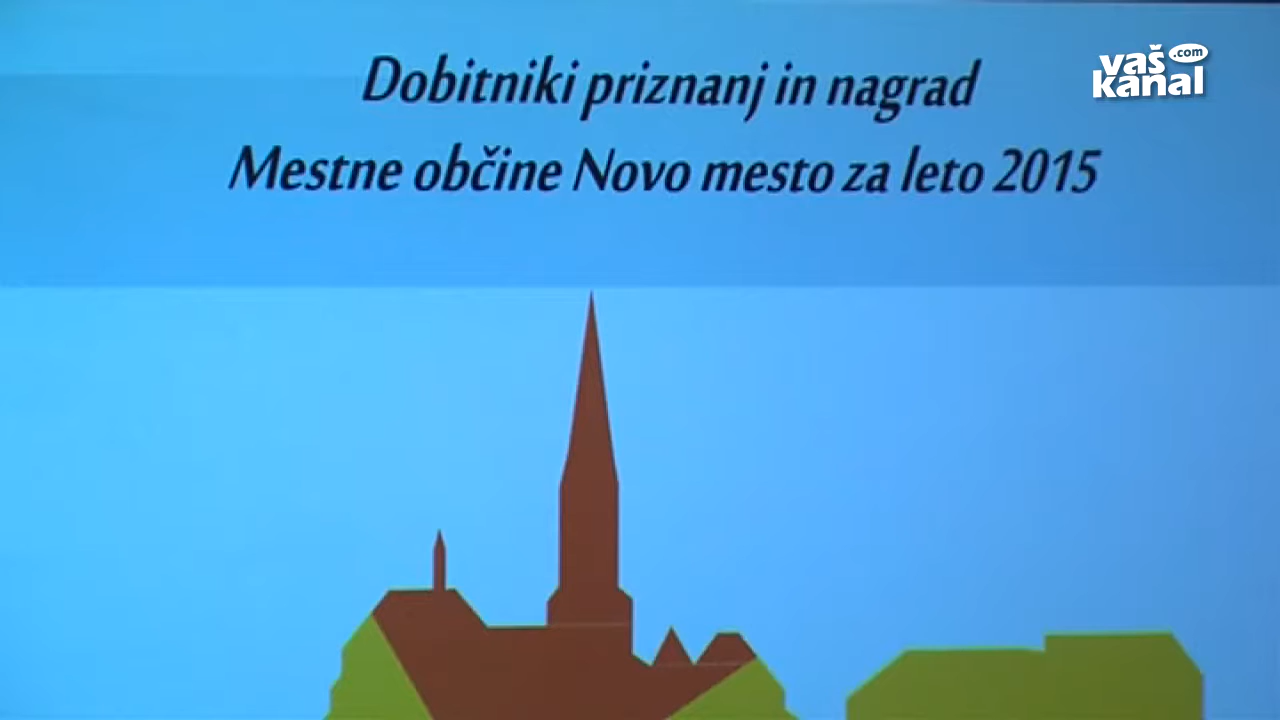 Dobitniki priznanj in nagrad
Mestne občine Novo mesto za leto 2015
vaš
.com
kanal